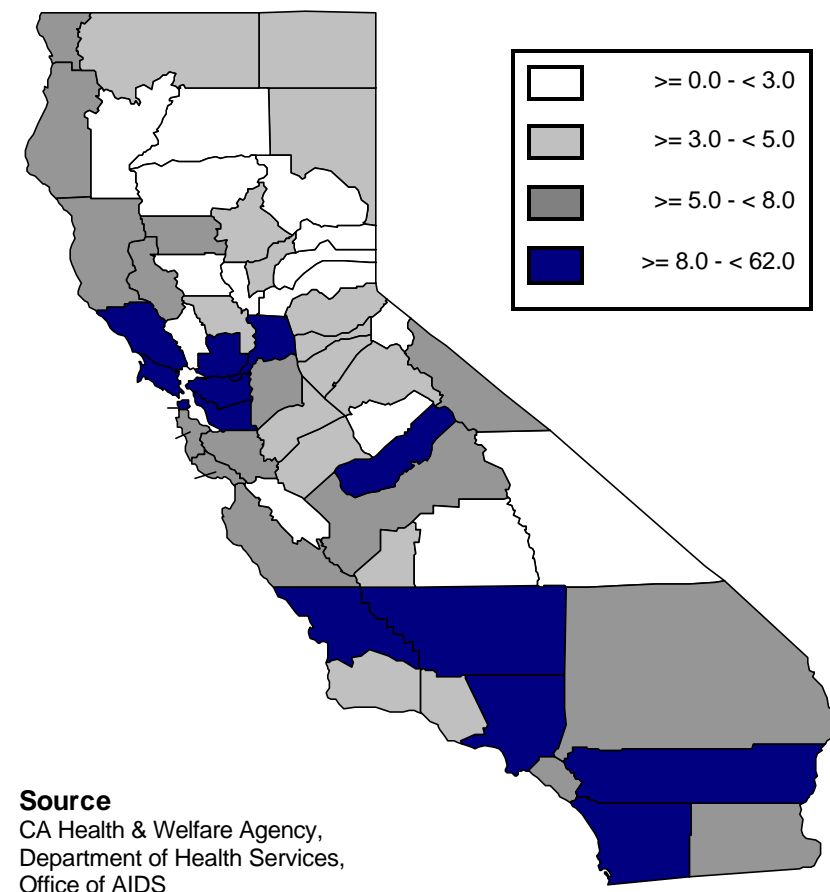 >= 0.0 - < 3.0
>= 3.0 - < 5.0
>= 5.0 - < 8.0
>= 8.0 - < 62.0
Source
CA Health & Welfare Agency,
Department of Health Services,
Office of AIDS